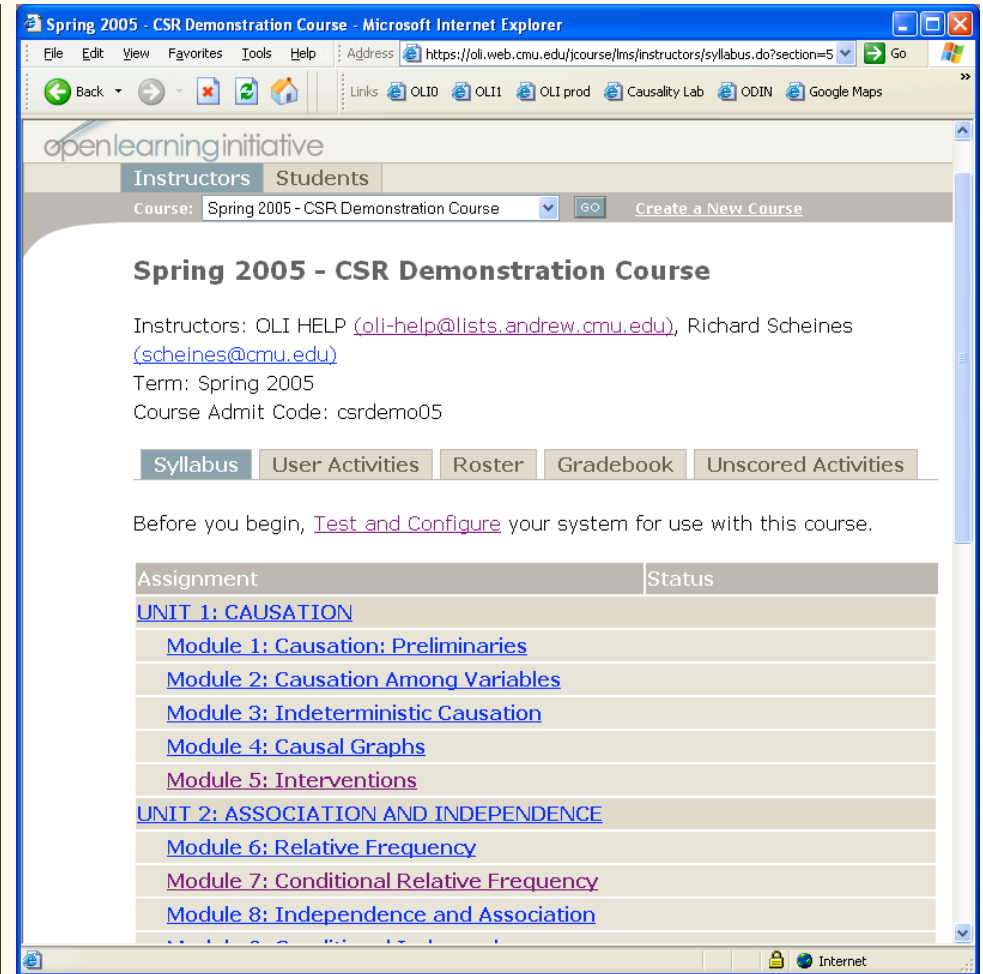 Spring 2005 - CSR Demonstration Course - Microsoft Internet Explorer
File Edit View Favorites Tools Help Address https://oli.web.cmu.edu/jcourse/lms/instructors/syllabus.do?section=5 Go
Back Links OLI0 OLI1 OLI prod Causality Lab ODIN Google Maps »
openlearninginitiative
Instructors Students
Course: Spring 2005 - CSR Demonstration Course GO Create a New Course
Spring 2005 - CSR Demonstration Course
Instructors: OLI HELP (oli-help@lists.andrew.cmu.edu), Richard Scheines
(scheines@cmu.edu)
Term: Spring 2005
Course Admit Code: csrdemo05
Syllabus User Activities Roster Gradebook Unscored Activities
Before you begin, Test and Configure your system for use with this course.
Assignment Status
UNIT 1: CAUSATION
Module 1: Causation: Preliminaries
Module 2: Causation Among Variables
Module 3: Indeterministic Causation
Module 4: Causal Graphs
Module 5: Interventions
UNIT 2: ASSOCIATION AND INDEPENDENCE
Module 6: Relative Frequency
Module 7: Conditional Relative Frequency
Module 8: Independence and Association
Internet